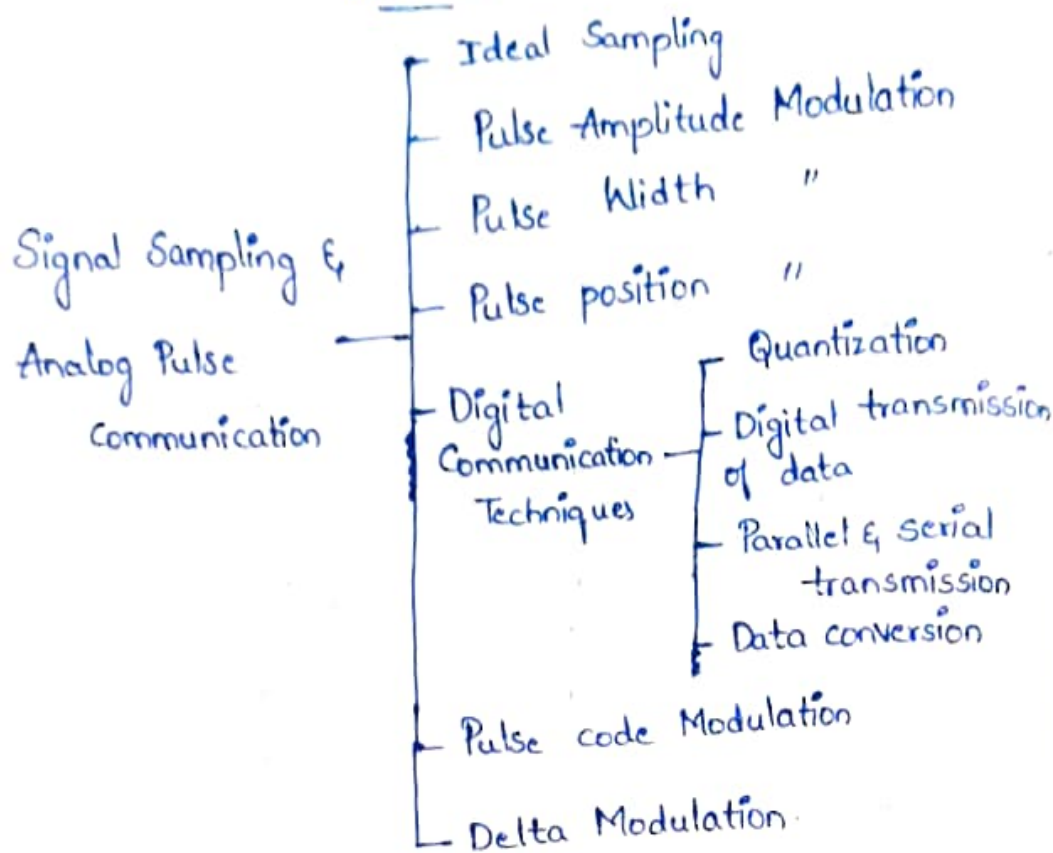 Ideal Sampling
Pulse Amplitude Modulation
Pulse Width "
Signal Sampling &
Pulse position "
Analog Pulse
Communication
Quantization
Digital
Communication
Techniques
Digital transmission
of data
Parallel & serial
transmission
Data conversion
Pulse code Modulation
Delta Modulation.